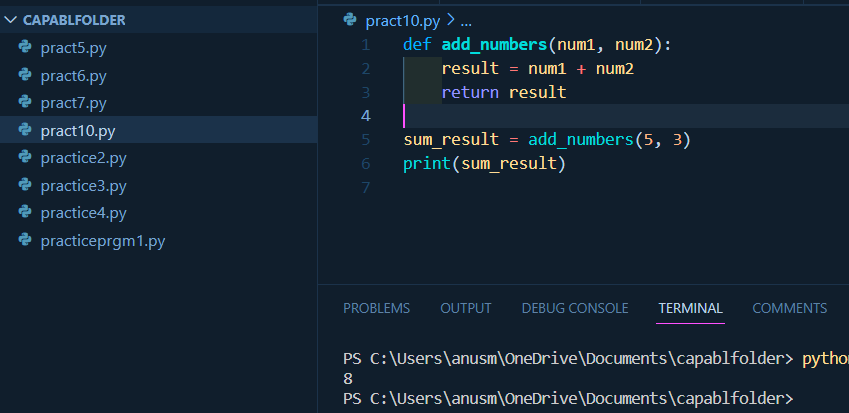 CAPABLFOLDER
pract5.py
pract6.py
pract7.py
pract10.py
practice2.py
practice3.py
practice4.py
practiceprgm1.py
pract10.py > ...
1 def add_numbers(num1, num2):
2     result = num1 + num2
3     return result
4
5 sum_result = add_numbers(5, 3)
6 print(sum_result)
7
PROBLEMS OUTPUT DEBUG CONSOLE TERMINAL COMMENTS
PS C:\Users\anusm\OneDrive\Documents\capablfolder> python
8
PS C:\Users\anusm\OneDrive\Documents\capablfolder>